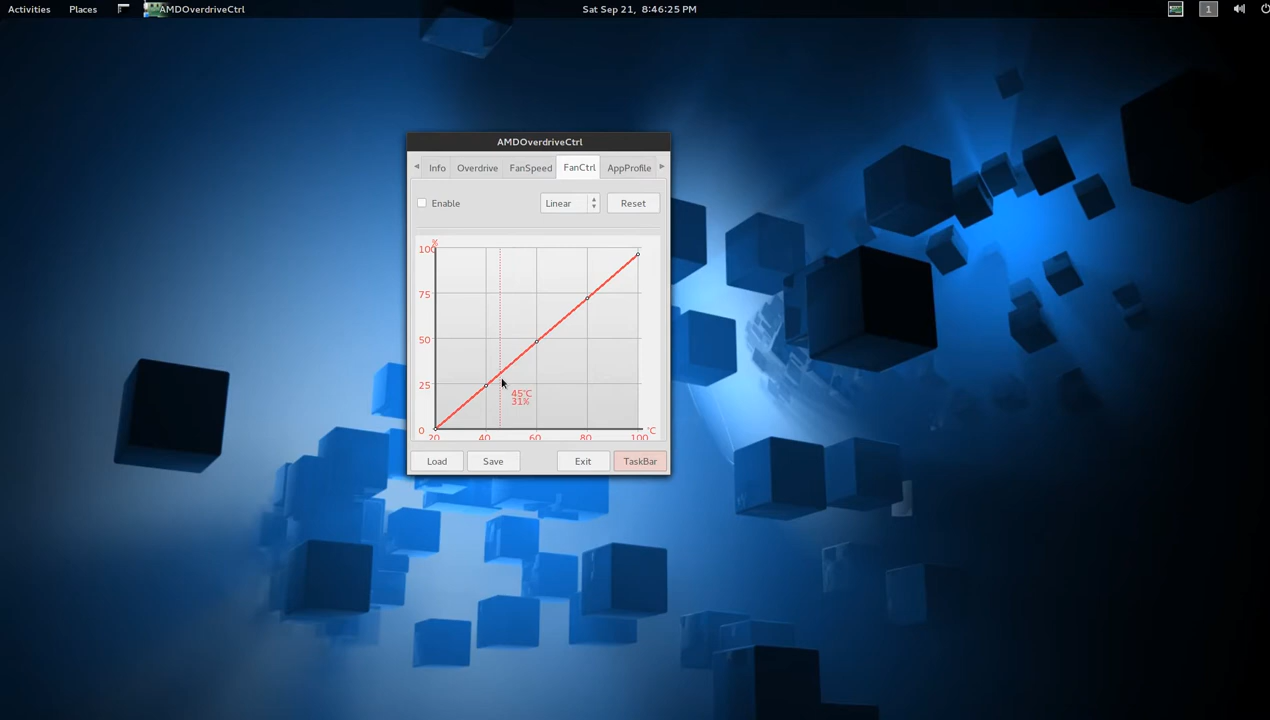 Activities Places AMDOverdriveCtrl Sat Sep 21, 8:46:25 PM 1
AMDOverdriveCtrl
Info Overdrive FanSpeed FanCtrl AppProfile
Enable Linear Reset
%
100
75
50
25
45°C
31%
0 °C
20 40 60 80 100
Load Save Exit TaskBar